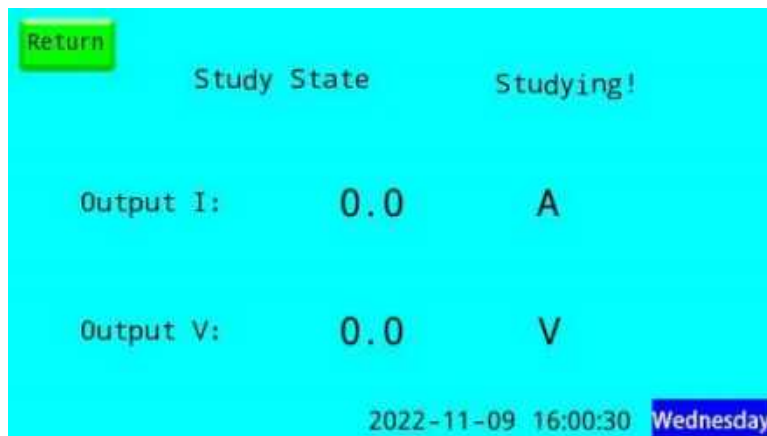 Return
Study State Studying!
Output I: 0.0 A
Output V: 0.0 V
2022-11-09 16:00:30 Wednesday